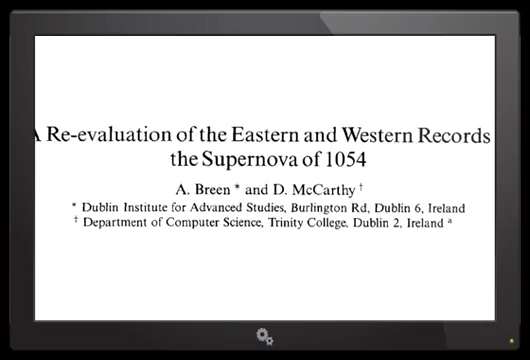 A Re-evaluation of the Eastern and Western Records
the Supernova of 1054
A. Breen * and D. McCarthy †
* Dublin Institute for Advanced Studies, Burlington Rd, Dublin 6, Ireland
† Department of Computer Science, Trinity College, Dublin 2, Ireland ª